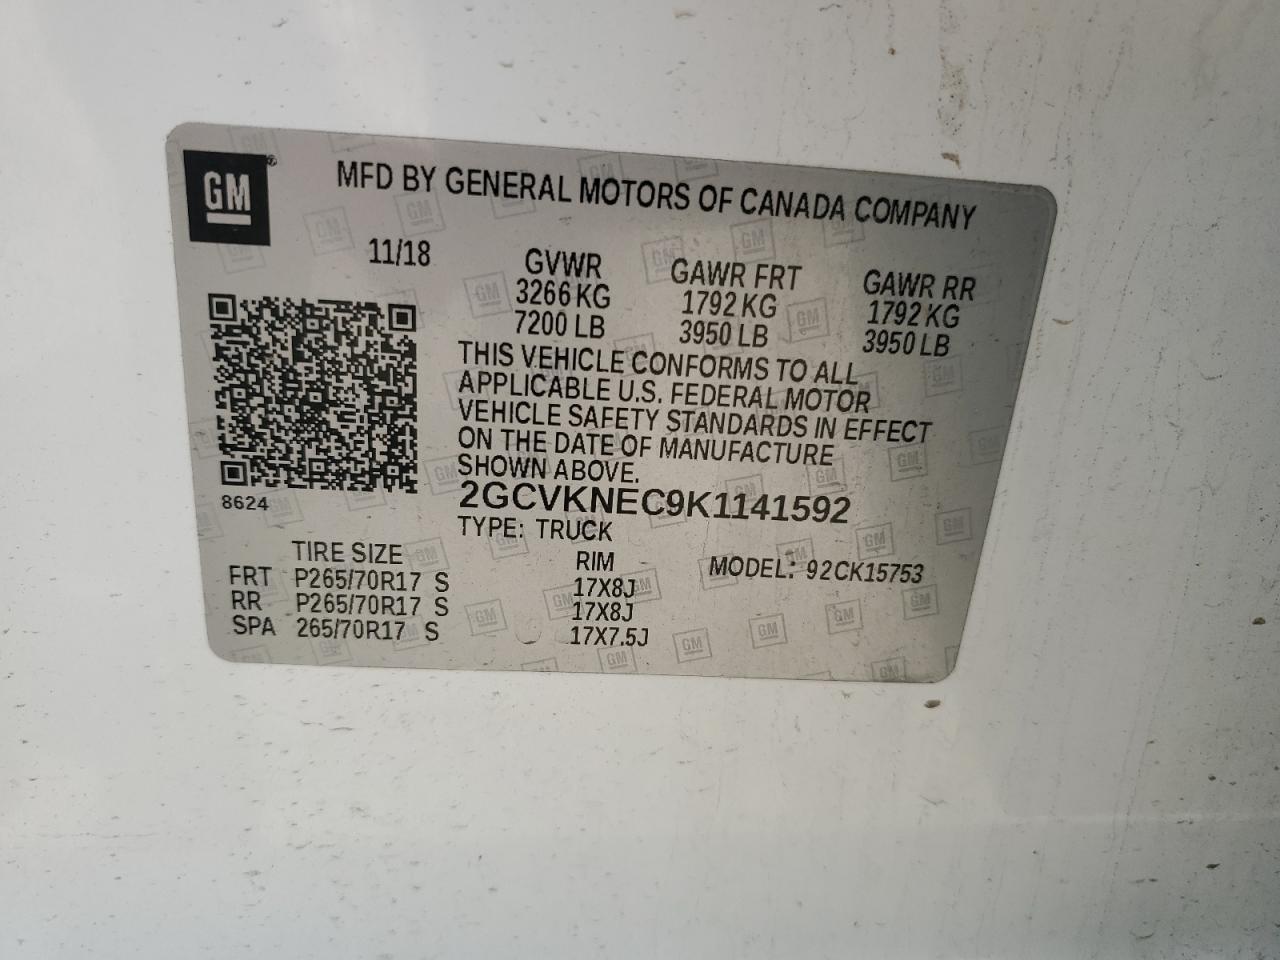 GM
MFD BY GENERAL MOTORS OF CANADA COMPANY
11/18
GVWR GAWR FRT GAWR RR
3266 KG 1792 KG 1792 KG
7200 LB 3950 LB 3950 LB
THIS VEHICLE CONFORMS TO ALL
APPLICABLE U.S. FEDERAL MOTOR
VEHICLE SAFETY STANDARDS IN EFFECT
ON THE DATE OF MANUFACTURE
SHOWN ABOVE.
8624
2GCVKNEC9K1141592
TYPE: TRUCK
TIRE SIZE RIM MODEL: 92CK15753
FRT P265/70R17 S 17X8J
RR P265/70R17 S 17X8J
SPA 265/70R17 S 17X7.5J